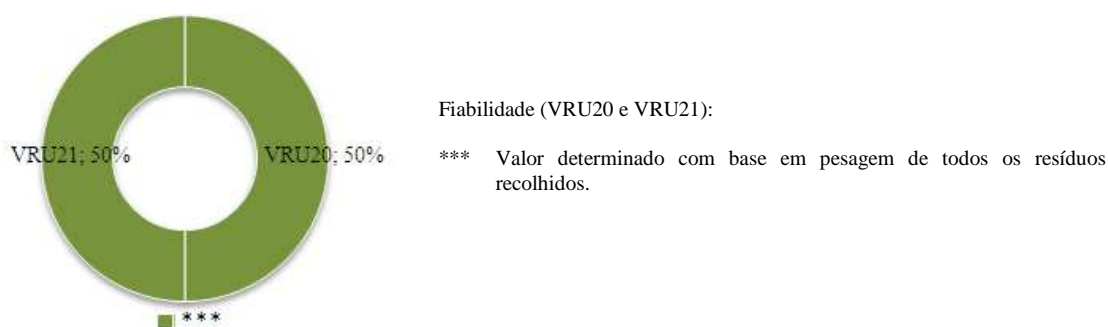 Fiabilidade (VRU20 e VRU21):
VRU21; 50%
VRU20; 50%
*** Valor determinado com base em pesagem de todos os resíduos
recolhidos.
***